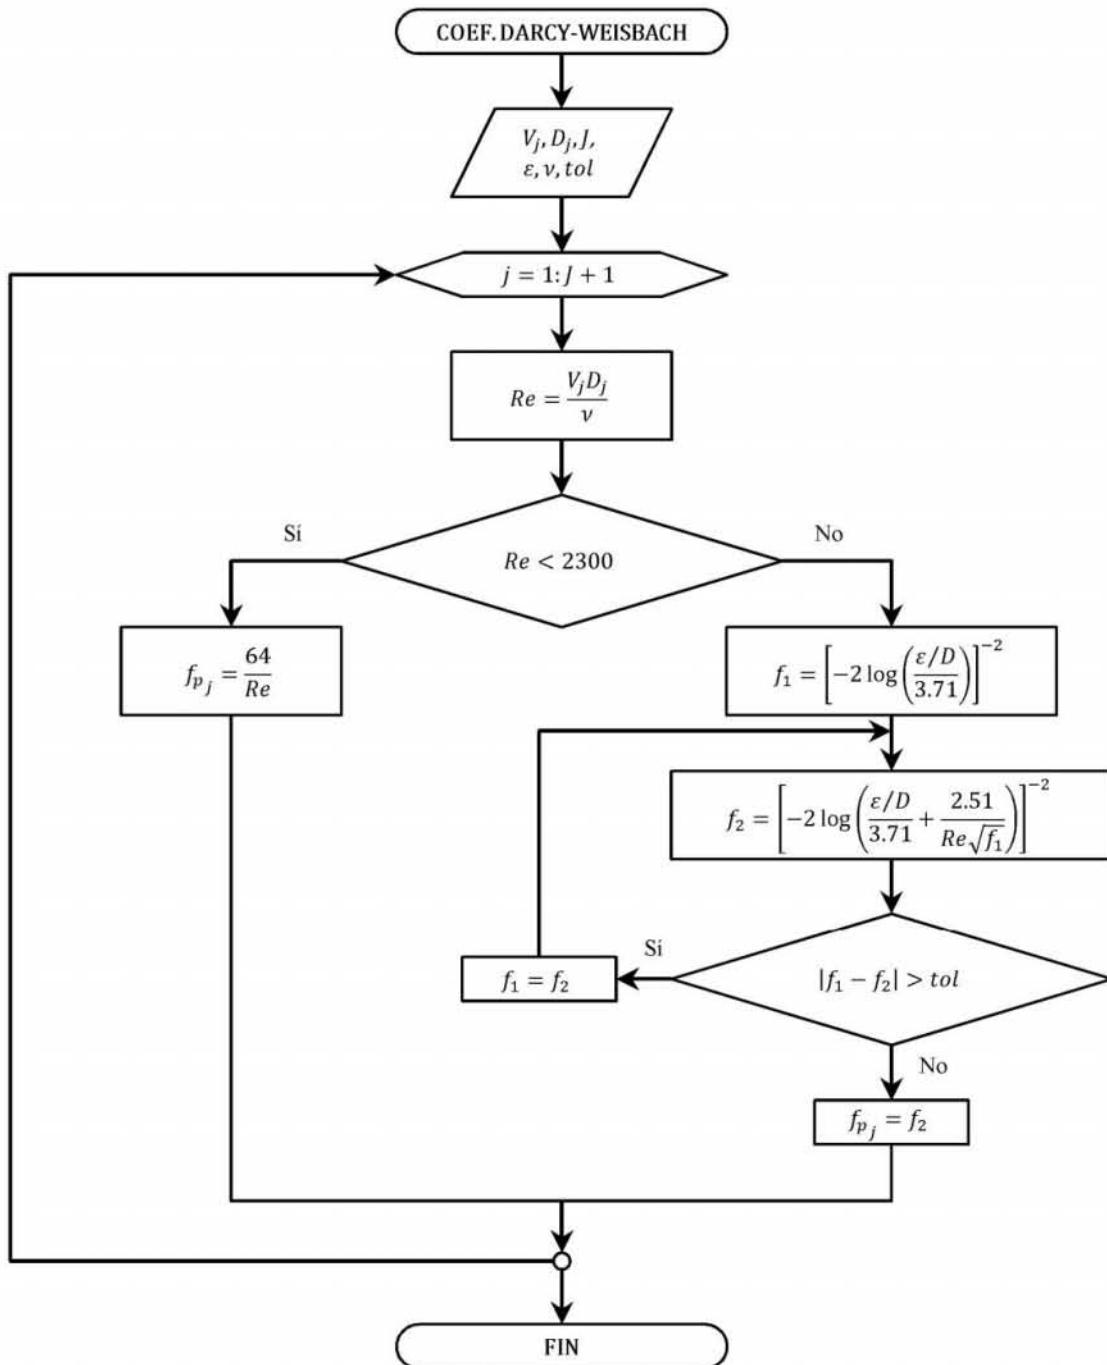 COEF. DARCY-WEISBACH
V_j, D_j, J,
ε, ν, tol
j = 1: J + 1
Re = V_j D_j / ν
Sí
No
Re < 2300
f_{p_j} = 64 / Re
f_1 = [−2 log((ε/D) / 3.71)]^{−2}
f_2 = [−2 log((ε/D) / 3.71 + 2.51 / (Re√f_1))]^{−2}
Sí
f_1 = f_2
|f_1 − f_2| > tol
No
f_{p_j} = f_2
FIN